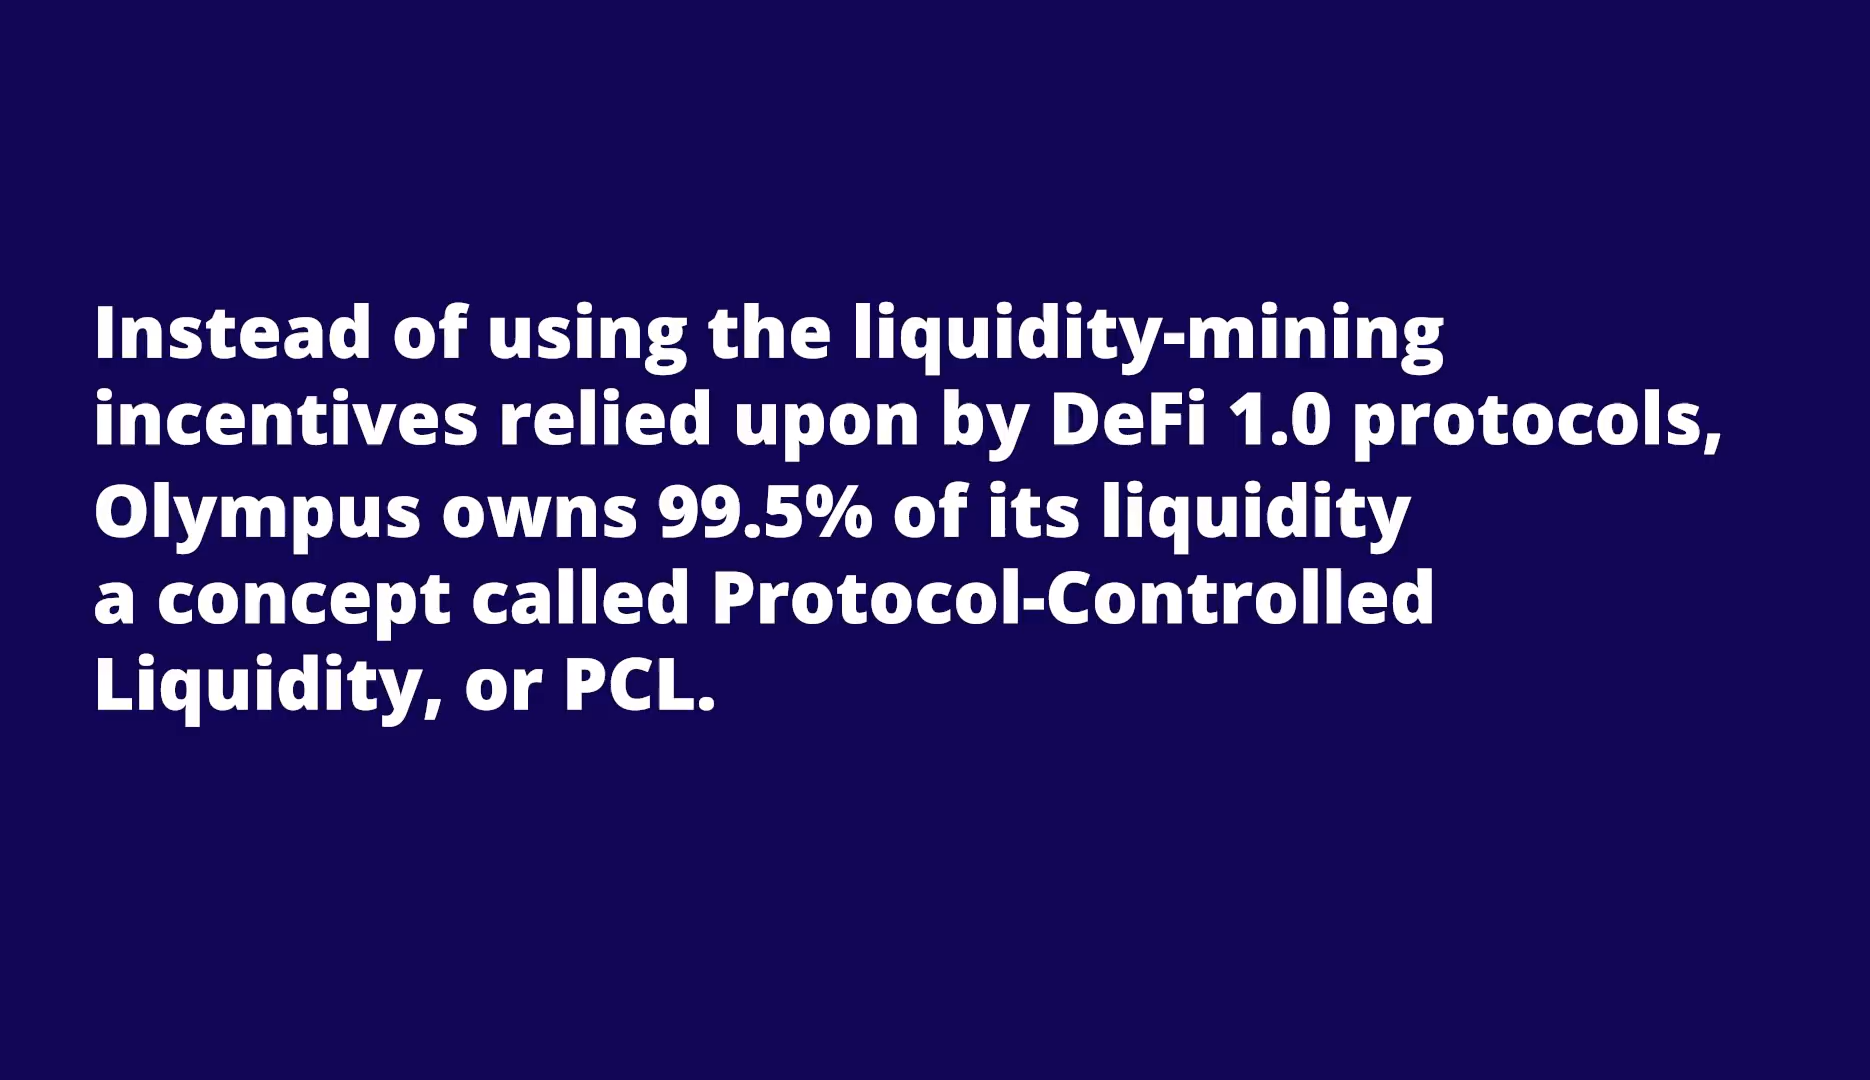 Instead of using the liquidity-mining
incentives relied upon by DeFi 1.0 protocols,
Olympus owns 99.5% of its liquidity
a concept called Protocol-Controlled
Liquidity, or PCL.